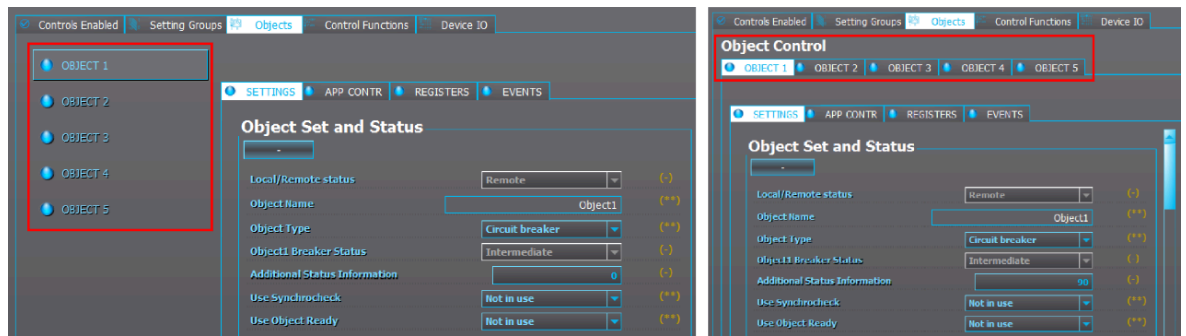 Controls Enabled Setting Groups Objects Control Functions Device IO
OBJECT 1
OBJECT 2
OBJECT 3
OBJECT 4
OBJECT 5
SETTINGS APP CONTR REGISTERS EVENTS
Object Set and Status
-
Local/Remote status Remote (-)
Object Name Object1 (**)
Object Type Circuit breaker (**)
Object1 Breaker Status Intermediate (-)
Additional Status Information 0 (-)
Use Synchrocheck Not in use (**)
Use Object Ready Not in use (**)
Controls Enabled Setting Groups Objects Control Functions Device IO
Object Control
OBJECT 1 OBJECT 2 OBJECT 3 OBJECT 4 OBJECT 5
SETTINGS APP CONTR REGISTERS EVENTS
Object Set and Status
-
Local/Remote status Remote (-)
Object Name Object1 (**)
Object Type Circuit breaker (**)
Object1 Breaker Status Intermediate (-)
Additional Status Information 90 (-)
Use Synchrocheck Not in use (**)
Use Object Ready Not in use (**)